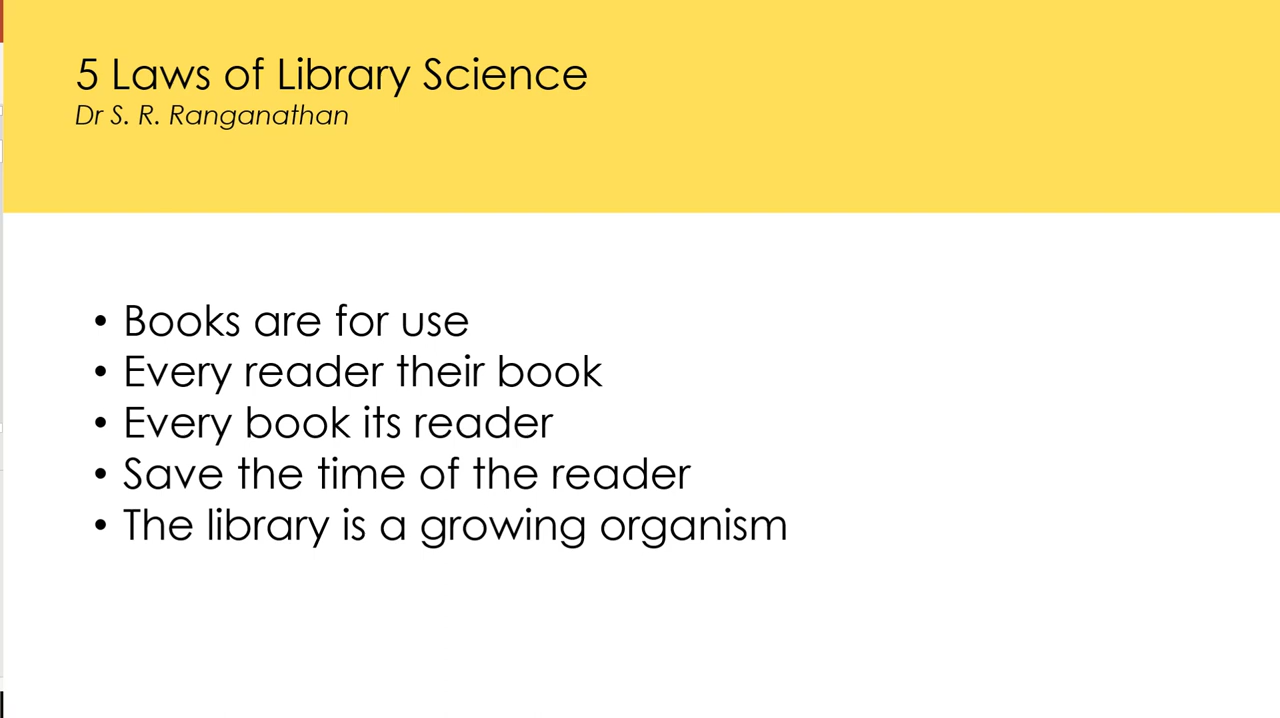 5 Laws of Library Science
Dr S. R. Ranganathan
• Books are for use
• Every reader their book
• Every book its reader
• Save the time of the reader
• The library is a growing organism